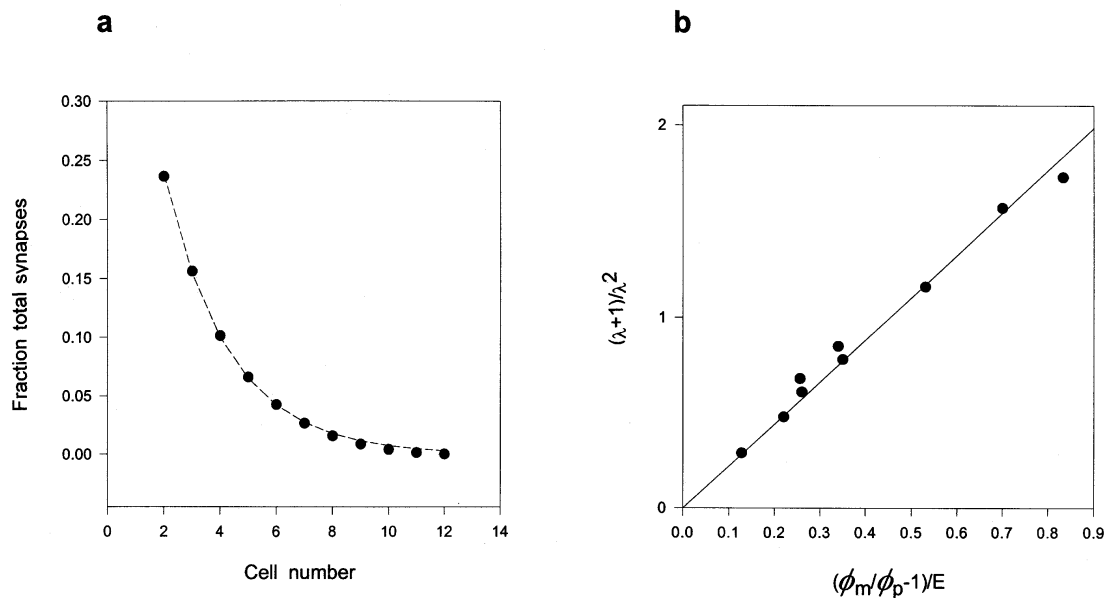 a
0.30
0.25
0.20
0.15
0.10
0.05
0.00
Fraction total synapses
0 2 4 6 8 10 12 14
Cell number
b
2
1
0
(λ+1)/λ²
0.0 0.1 0.2 0.3 0.4 0.5 0.6 0.7 0.8 0.9
(ϕm/ϕp-1)/E